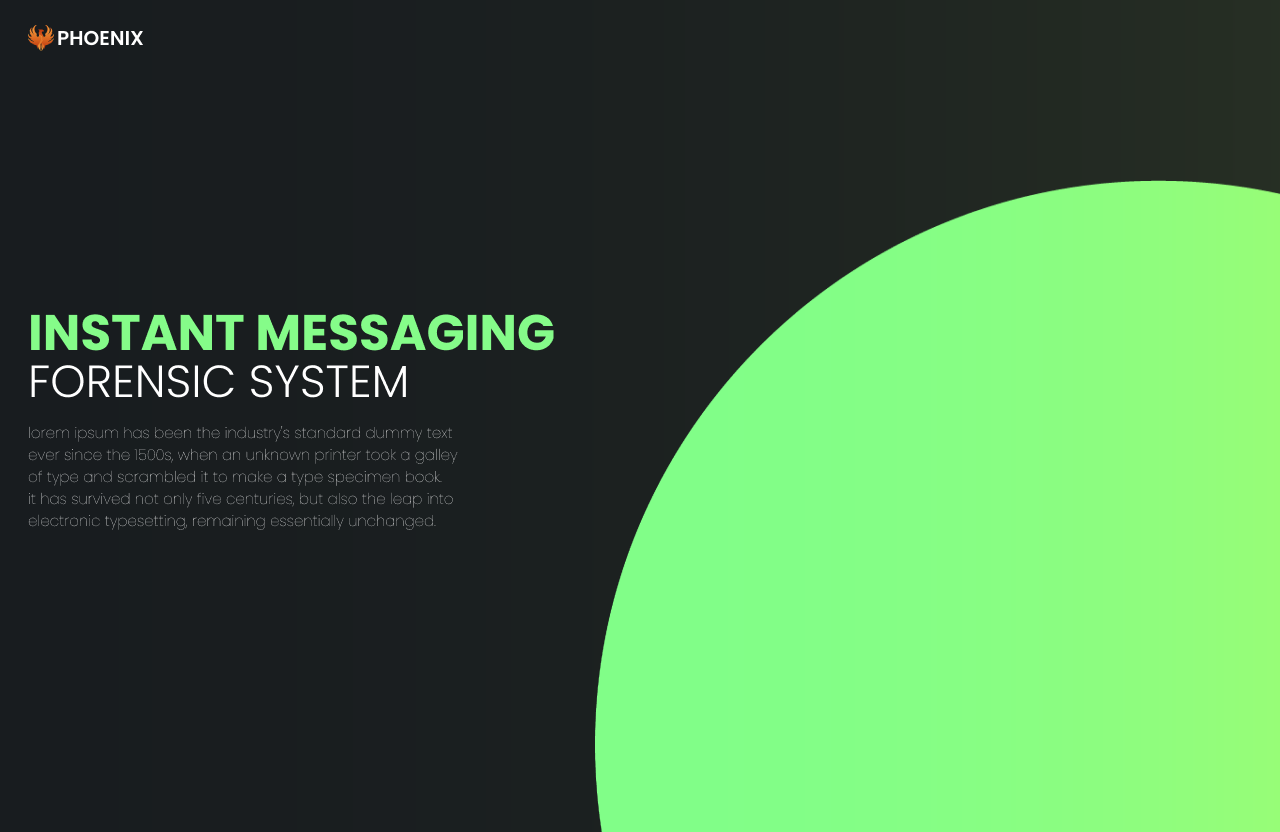 PHOENIX
INSTANT MESSAGING
FORENSIC SYSTEM
lorem ipsum has been the industry's standard dummy text
ever since the 1500s, when an unknown printer took a galley
of type and scrambled it to make a type specimen book.
it has survived not only five centuries, but also the leap into
electronic typesetting, remaining essentially unchanged.